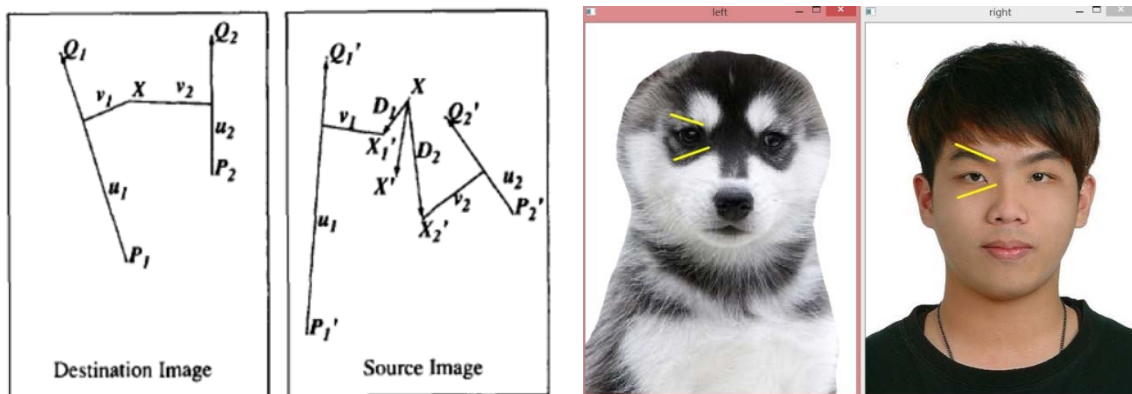 Q₁
Q₂
X
v₁
v₂
u₂
P₂
u₁
P₁
Destination Image
Q₁'
X
D₁
Q₂'
v₁
X₁'
D₂
X'
u₂
v₂
P₂'
u₁
X₂'
P₁'
Source Image
left
right